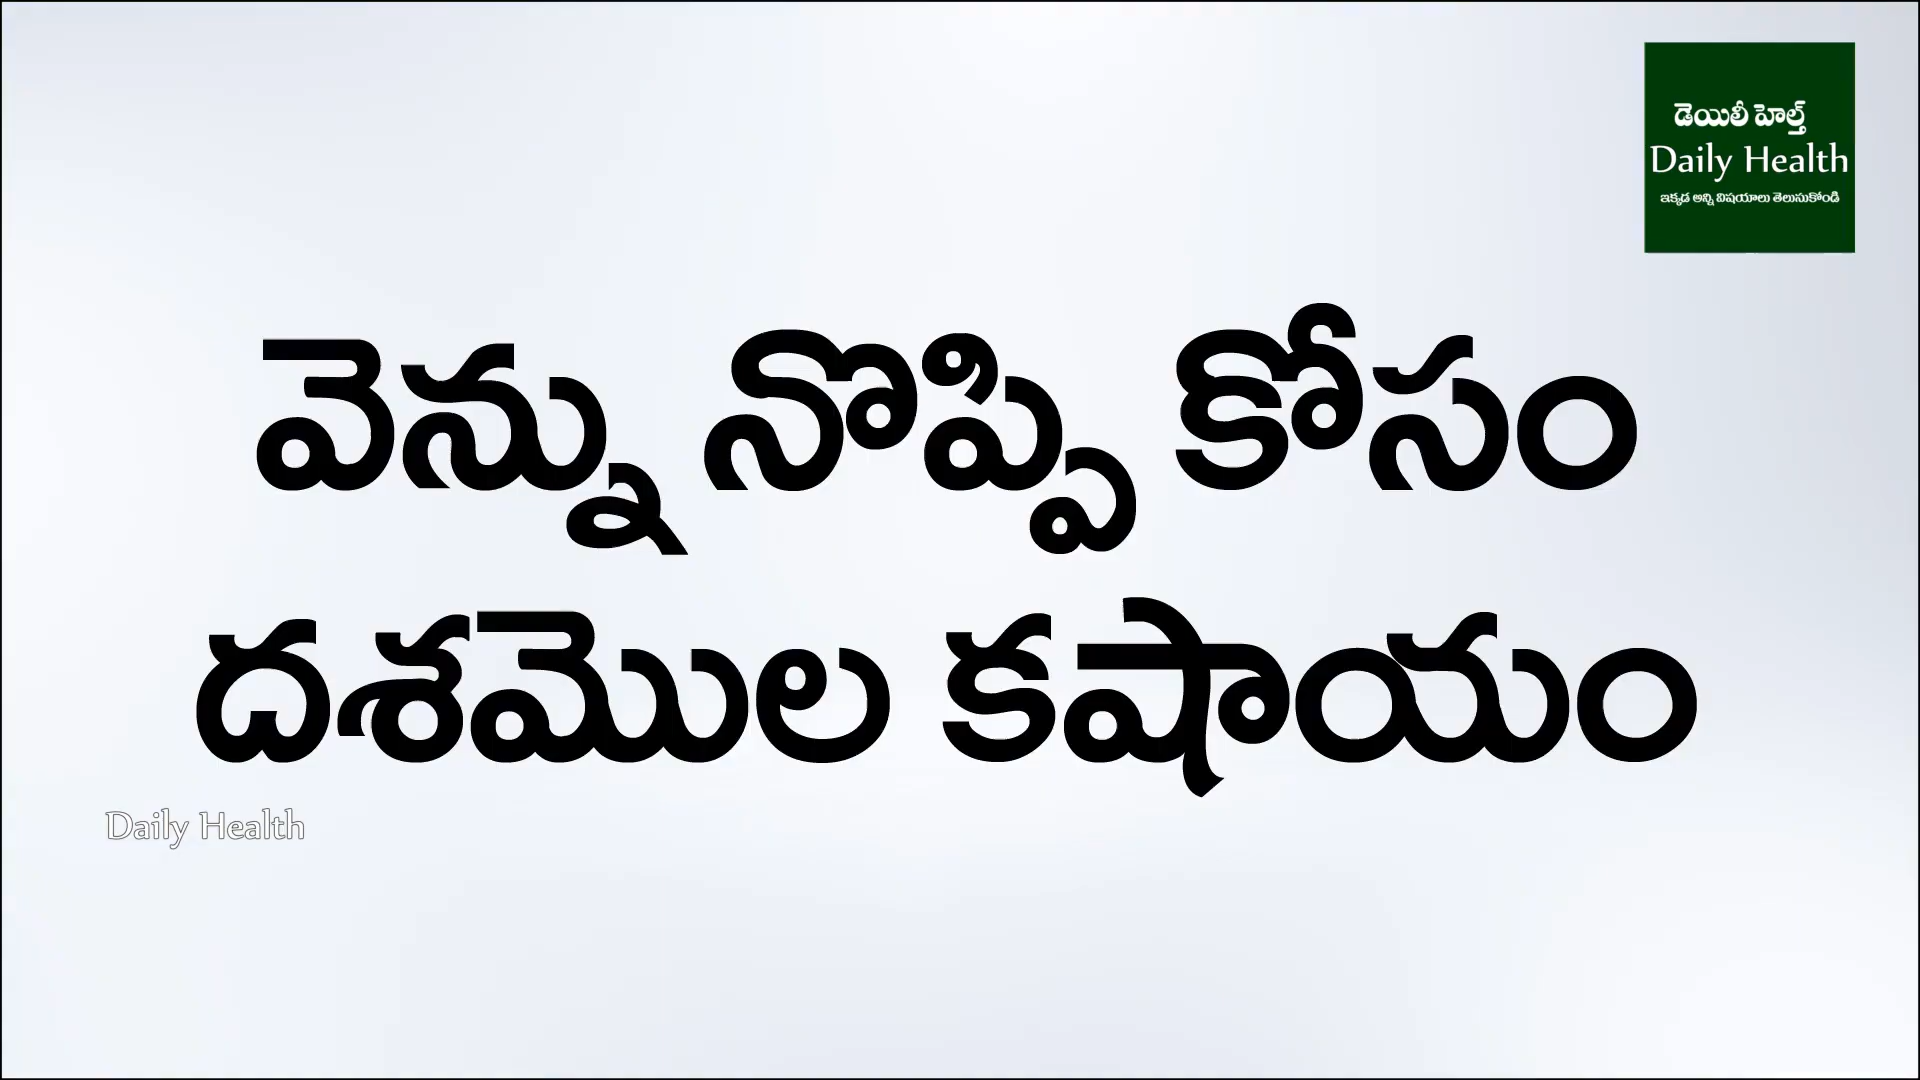 డెయిలీ హెల్త్
Daily Health
ఇక్కడ అన్ని విషయాలు తెలుసుకోండి
వెన్ను నొప్పి కోసం
దశమొల కషాయం
Daily Health